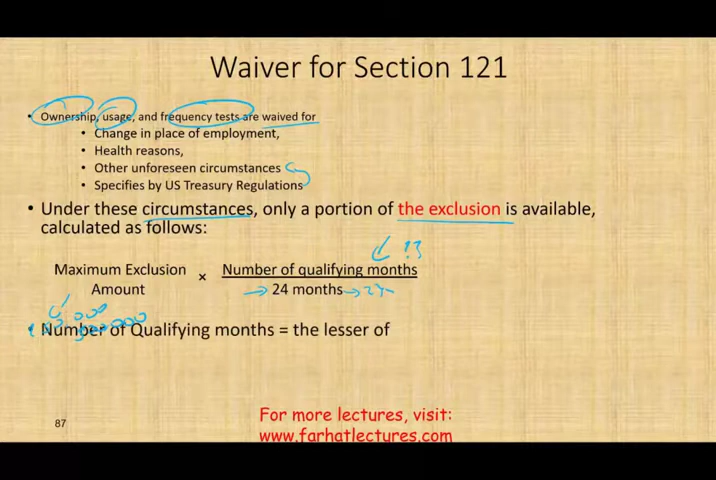 Waiver for Section 121
• Ownership, usage, and frequency tests are waived for
• Change in place of employment,
• Health reasons,
• Other unforeseen circumstances
• Specifies by US Treasury Regulations
• Under these circumstances, only a portion of the exclusion is available,
calculated as follows:
Maximum Exclusion Amount × Number of qualifying months
24 months
• Number of Qualifying months = the lesser of
For more lectures, visit:
www.farhatlectures.com
87